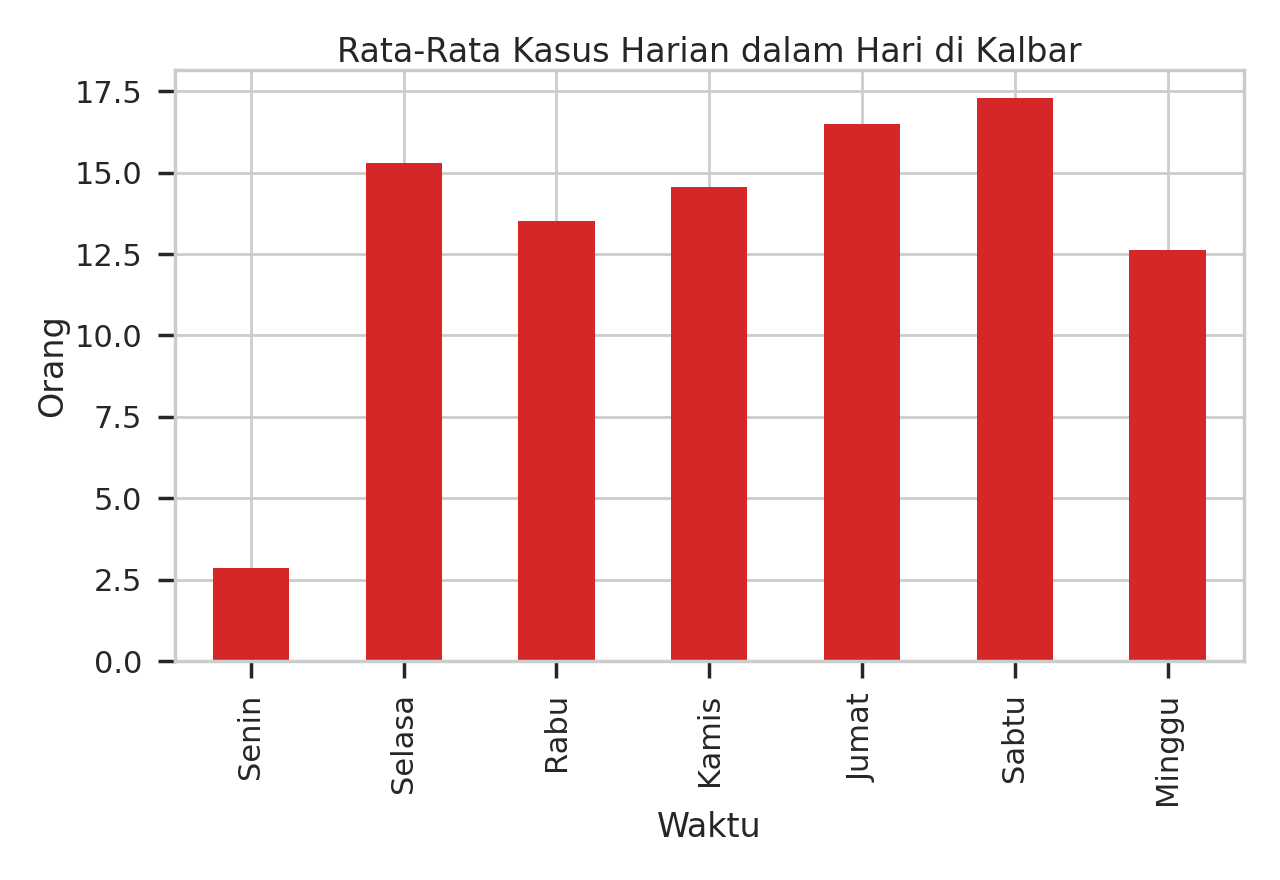 Rata-Rata Kasus Harian dalam Hari di Kalbar
17.5
15.0
12.5
10.0
7.5
5.0
2.5
0.0
Orang
Senin
Selasa
Rabu
Kamis
Jumat
Sabtu
Minggu
Waktu